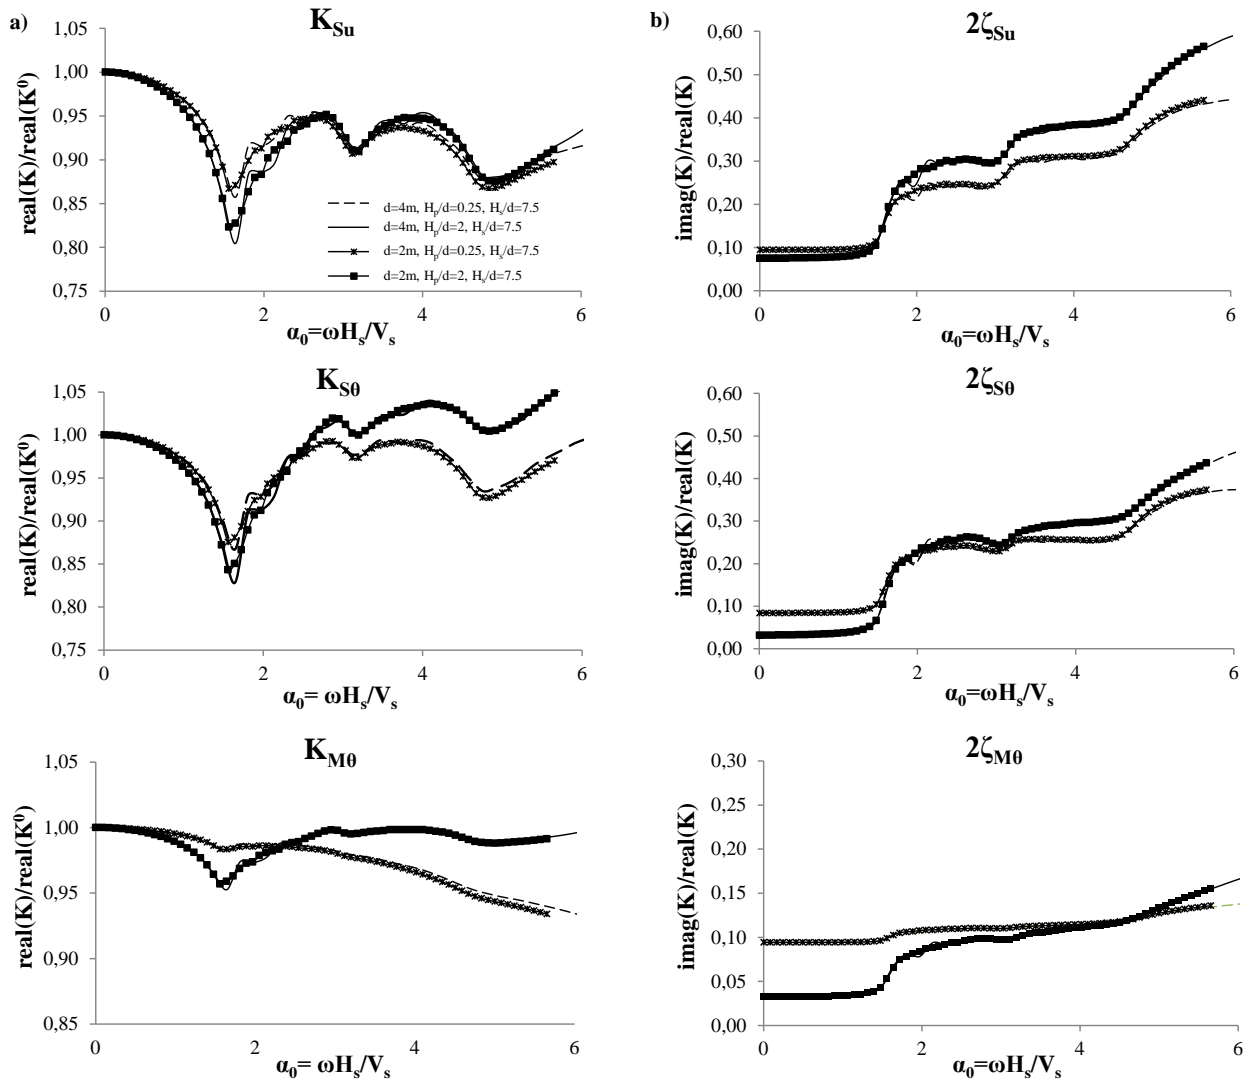 a)
K_Su
real(K)/real(K⁰)
1,05
1,00
0,95
0,90
0,85
0,80
0,75
0 2 4 6
α₀=ωH_s/V_s
d=4m, H_p/d=0.25, H_s/d=7.5
d=4m, H_p/d=2, H_s/d=7.5
d=2m, H_p/d=0.25, H_s/d=7.5
d=2m, H_p/d=2, H_s/d=7.5
b)
2ζ_Su
imag(K)/real(K)
0,60
0,50
0,40
0,30
0,20
0,10
0,00
0 2 4 6
α₀=ωH_s/V_s
K_Sθ
real(K)/real(K⁰)
1,05
1,00
0,95
0,90
0,85
0,80
0,75
0 2 4 6
α₀= ωH_s/V_s
2ζ_Sθ
imag(K)/real(K)
0,60
0,50
0,40
0,30
0,20
0,10
0,00
0 2 4 6
α₀=ωH_s/V_s
K_Mθ
real(K)/real(K⁰)
1,05
1,00
0,95
0,90
0,85
0 2 4 6
α₀= ωH_s/V_s
2ζ_Mθ
imag(K)/real(K)
0,30
0,25
0,20
0,15
0,10
0,05
0,00
0 2 4 6
α₀=ωH_s/V_s